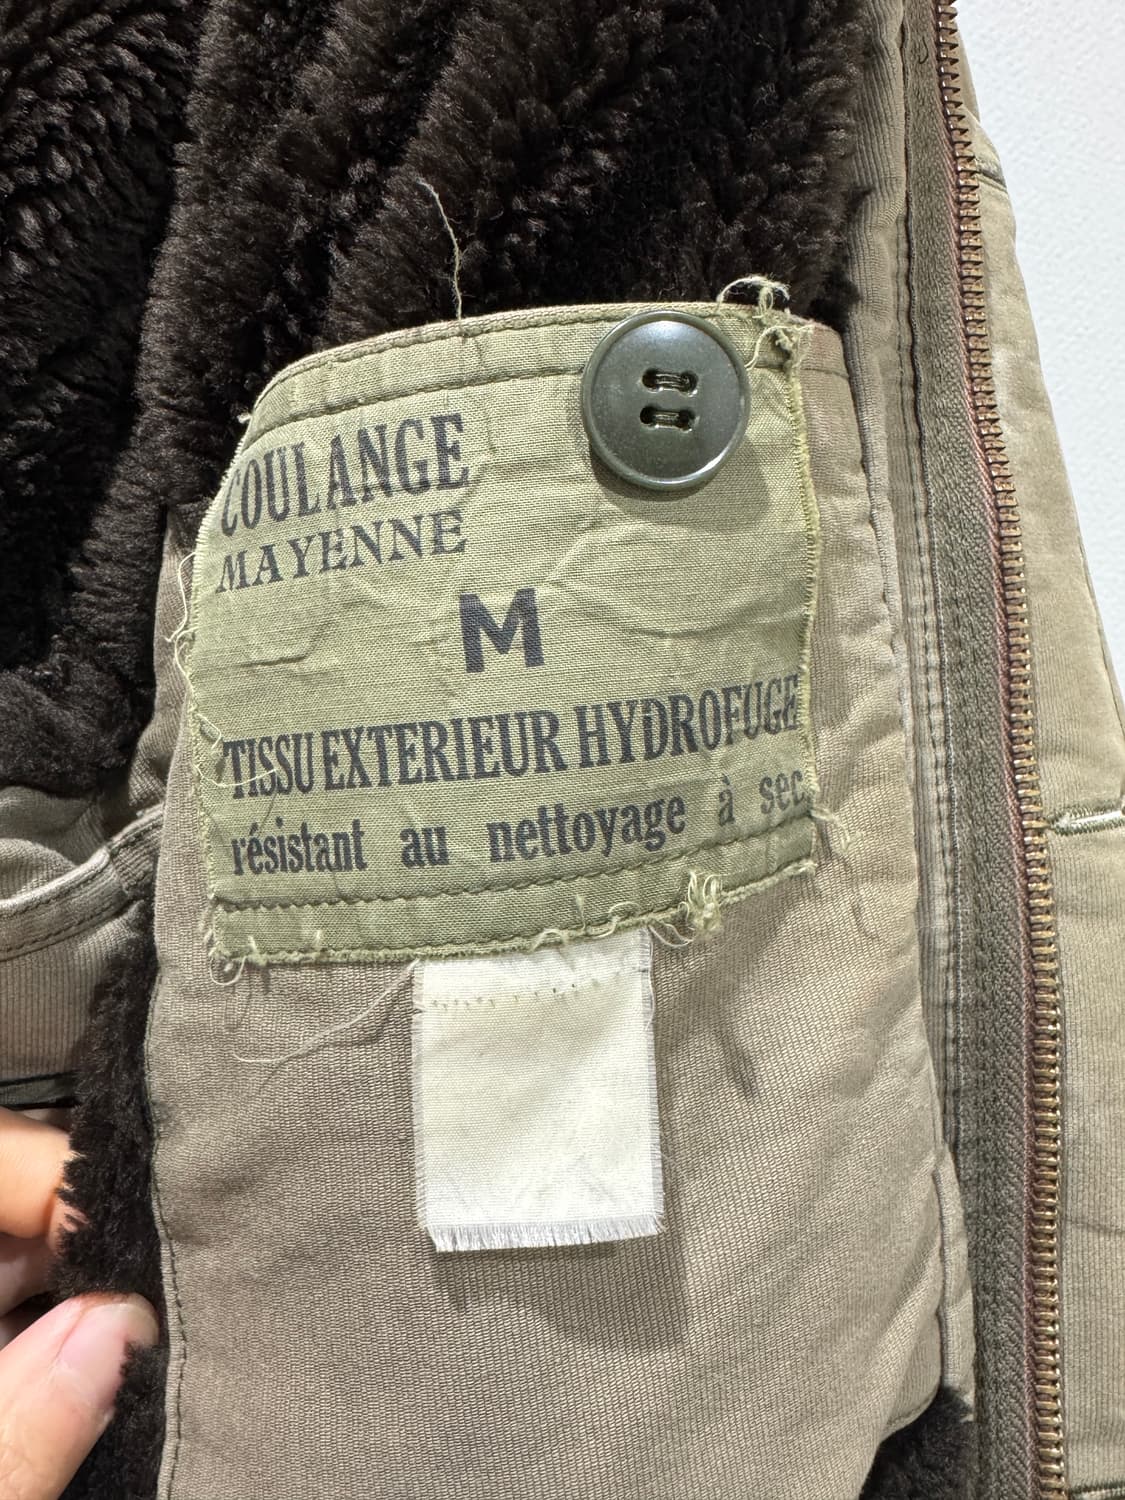 COULANGE
MAYENNE
M
TISSU EXTERIEUR HYDROFUGE
résistant au nettoyage à sec